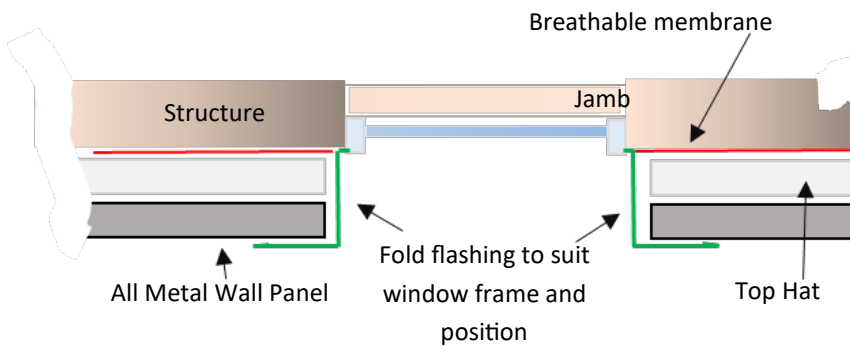 Breathable membrane
Structure
Jamb
Fold flashing to suit
window frame and
position
All Metal Wall Panel
Top Hat